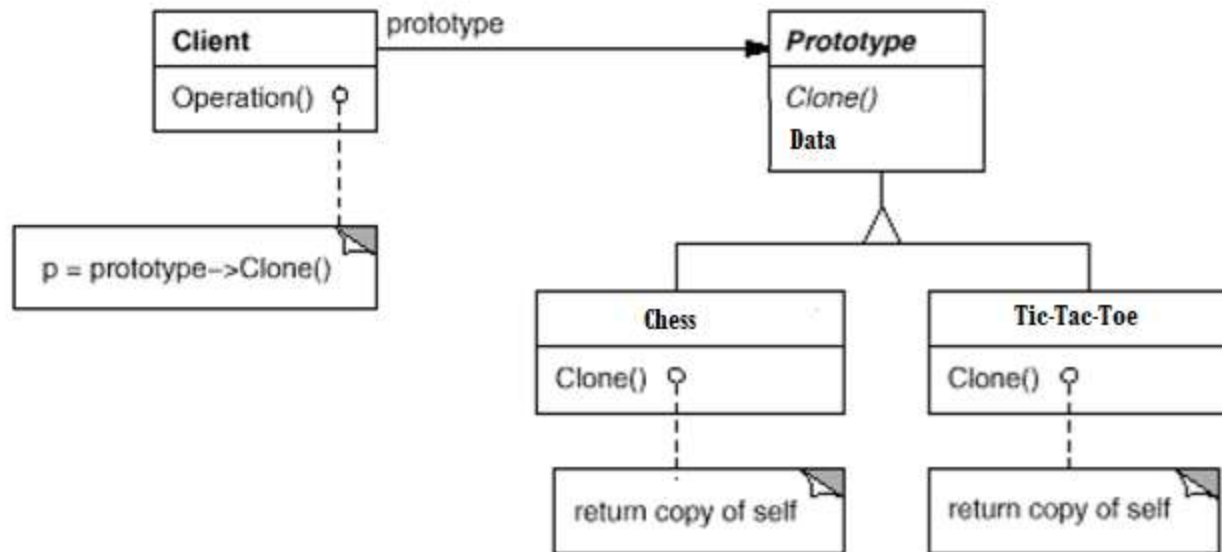 Client
Operation()
prototype
Prototype
Clone()
Data
p = prototype–>Clone()
Chess
Clone()
Tic-Tac-Toe
Clone()
return copy of self
return copy of self